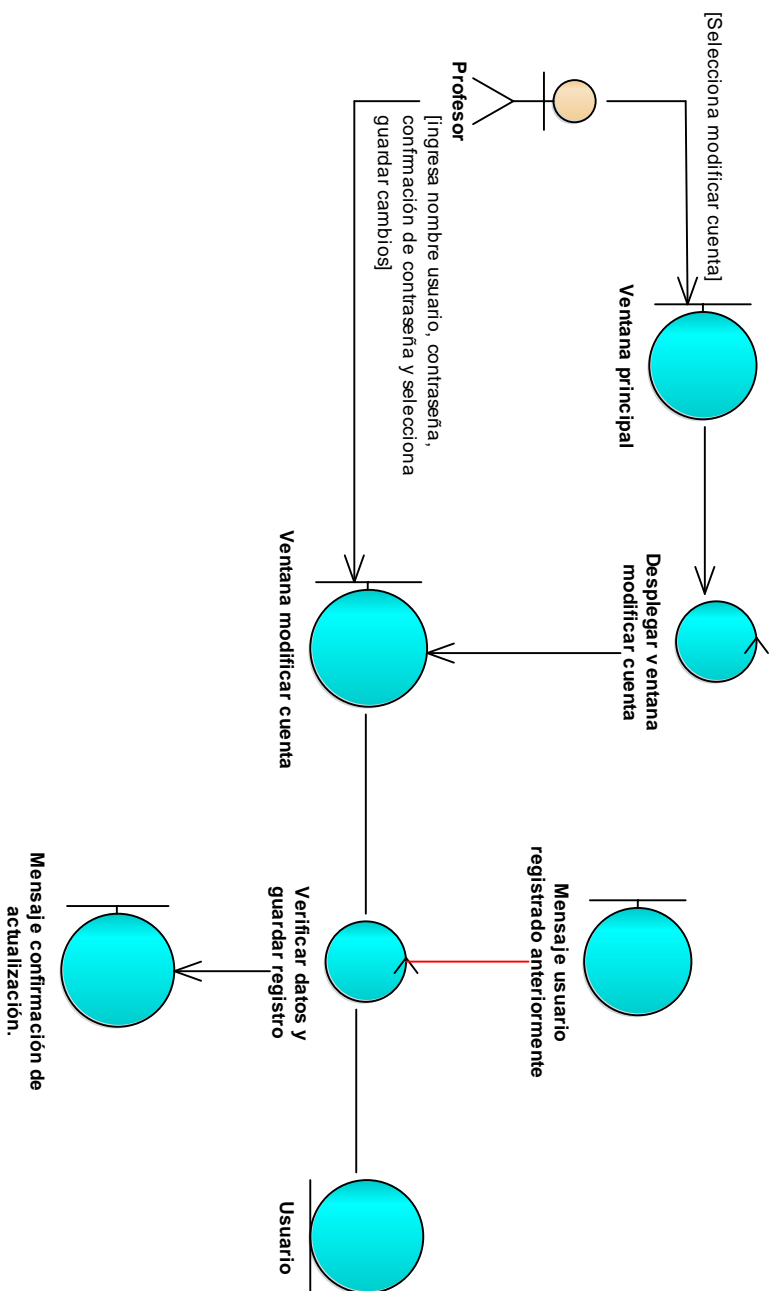 [Selecciona modificar cuenta]
Profesor
[ingresa nombre usuario, contraseña,
confrmación de contraseña y selecciona
guardar cambios]
Ventana principal
Desplegar ventana
modificar cuenta
Ventana modificar cuenta
Mensaje usuario
registrado anteriormente
Verificar datos y
guardar registro
Mensaje confirmación de
actualización.
Usuario